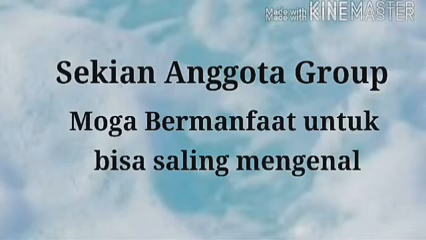 Made with KINEMASTER
Sekian Anggota Group
Moga Bermanfaat untuk
bisa saling mengenal